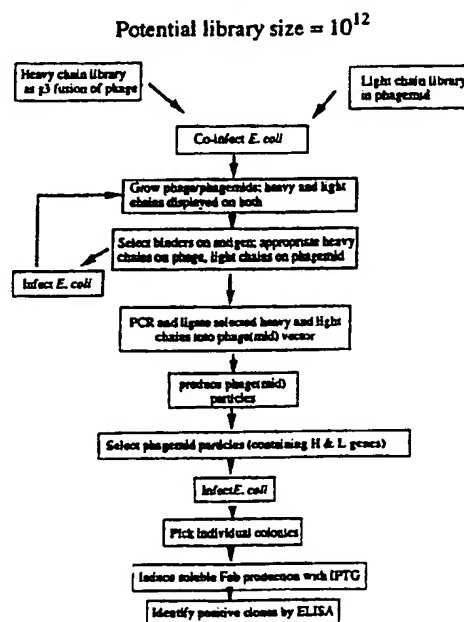 Potential library size = 10¹²
Heavy chain library
as g3 fusion of phage
Light chain library
in phagemid
Co-infect E. coli
Grow phage/phagemids; heavy and light
chains displayed on both
Select binders on antigen; appropriate heavy
chains on phage, light chains on phagemid
Infect E. coli
PCR and ligate selected heavy and light
chains into phage(mid) vector
produce phage(mid)
particles
Select phagemid particles (containing H & L genes)
Infect E. coli
Pick individual colonies
Induce soluble Fab production with IPTG
Identify positive clones by ELISA